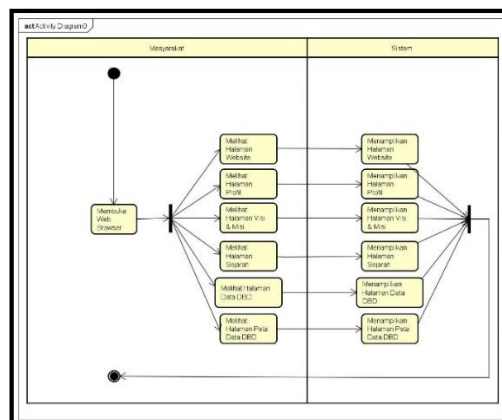 act Activity Diagram0
Masyarakat
Sistem
Melihat
Halaman
Website
Menampilkan
Halaman
Website
Melihat
Halaman
Profil
Menampilkan
Halaman
Profil
Membuka
Web
Browser
Melihat
Halaman Visi
& Misi
Menampilkan
Halaman Visi
& Misi
Melihat
Halaman
Sejarah
Menampilkan
Halaman
Sejarah
Melihat Halaman
Data DBD
Menampilkan
Halaman Data
DBD
Melihat
Halaman Peta
Data DBD
Menampilkan
Halaman Peta
Data DBD